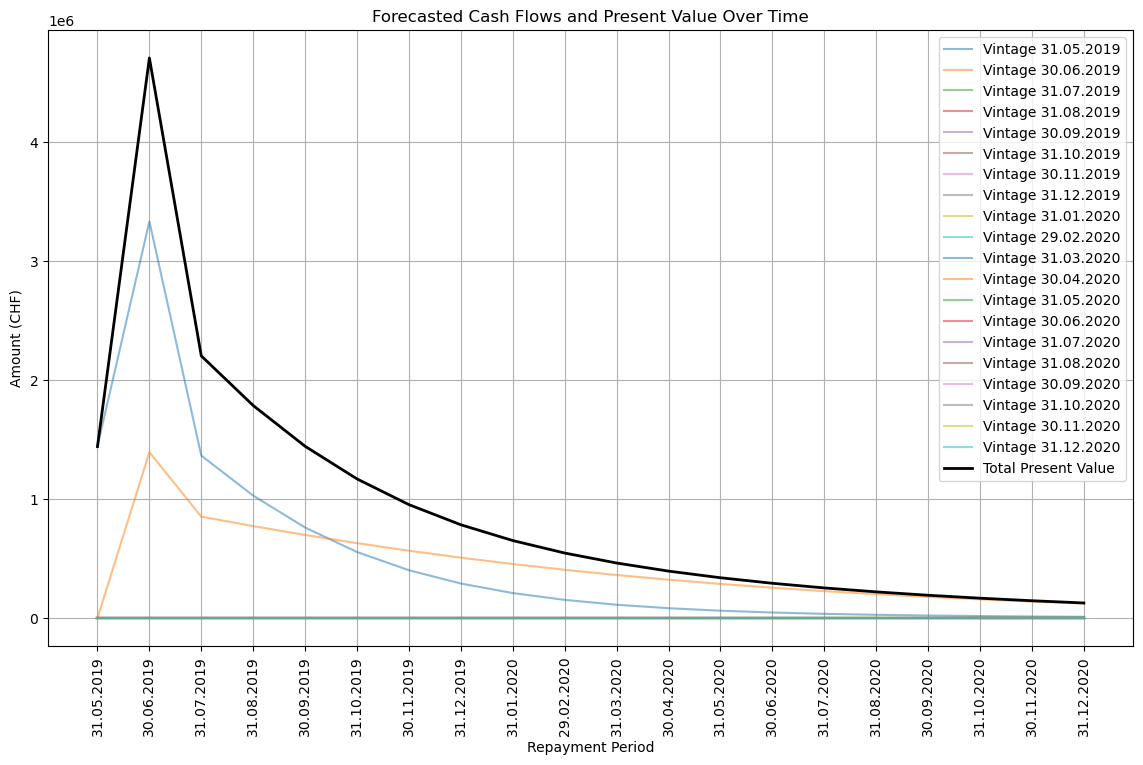 Forecasted Cash Flows and Present Value Over Time
1e6
Vintage 31.05.2019
Vintage 30.06.2019
Vintage 31.07.2019
Vintage 31.08.2019
Vintage 30.09.2019
Vintage 31.10.2019
Vintage 30.11.2019
Vintage 31.12.2019
Vintage 31.01.2020
Vintage 29.02.2020
Vintage 31.03.2020
Vintage 30.04.2020
Vintage 31.05.2020
Vintage 30.06.2020
Vintage 31.07.2020
Vintage 31.08.2020
Vintage 30.09.2020
Vintage 31.10.2020
Vintage 30.11.2020
Vintage 31.12.2020
Total Present Value
Amount (CHF)
4
3
2
1
0
31.05.2019
30.06.2019
31.07.2019
31.08.2019
30.09.2019
31.10.2019
30.11.2019
31.12.2019
31.01.2020
29.02.2020
31.03.2020
30.04.2020
31.05.2020
30.06.2020
31.07.2020
31.08.2020
30.09.2020
31.10.2020
30.11.2020
31.12.2020
Repayment Period